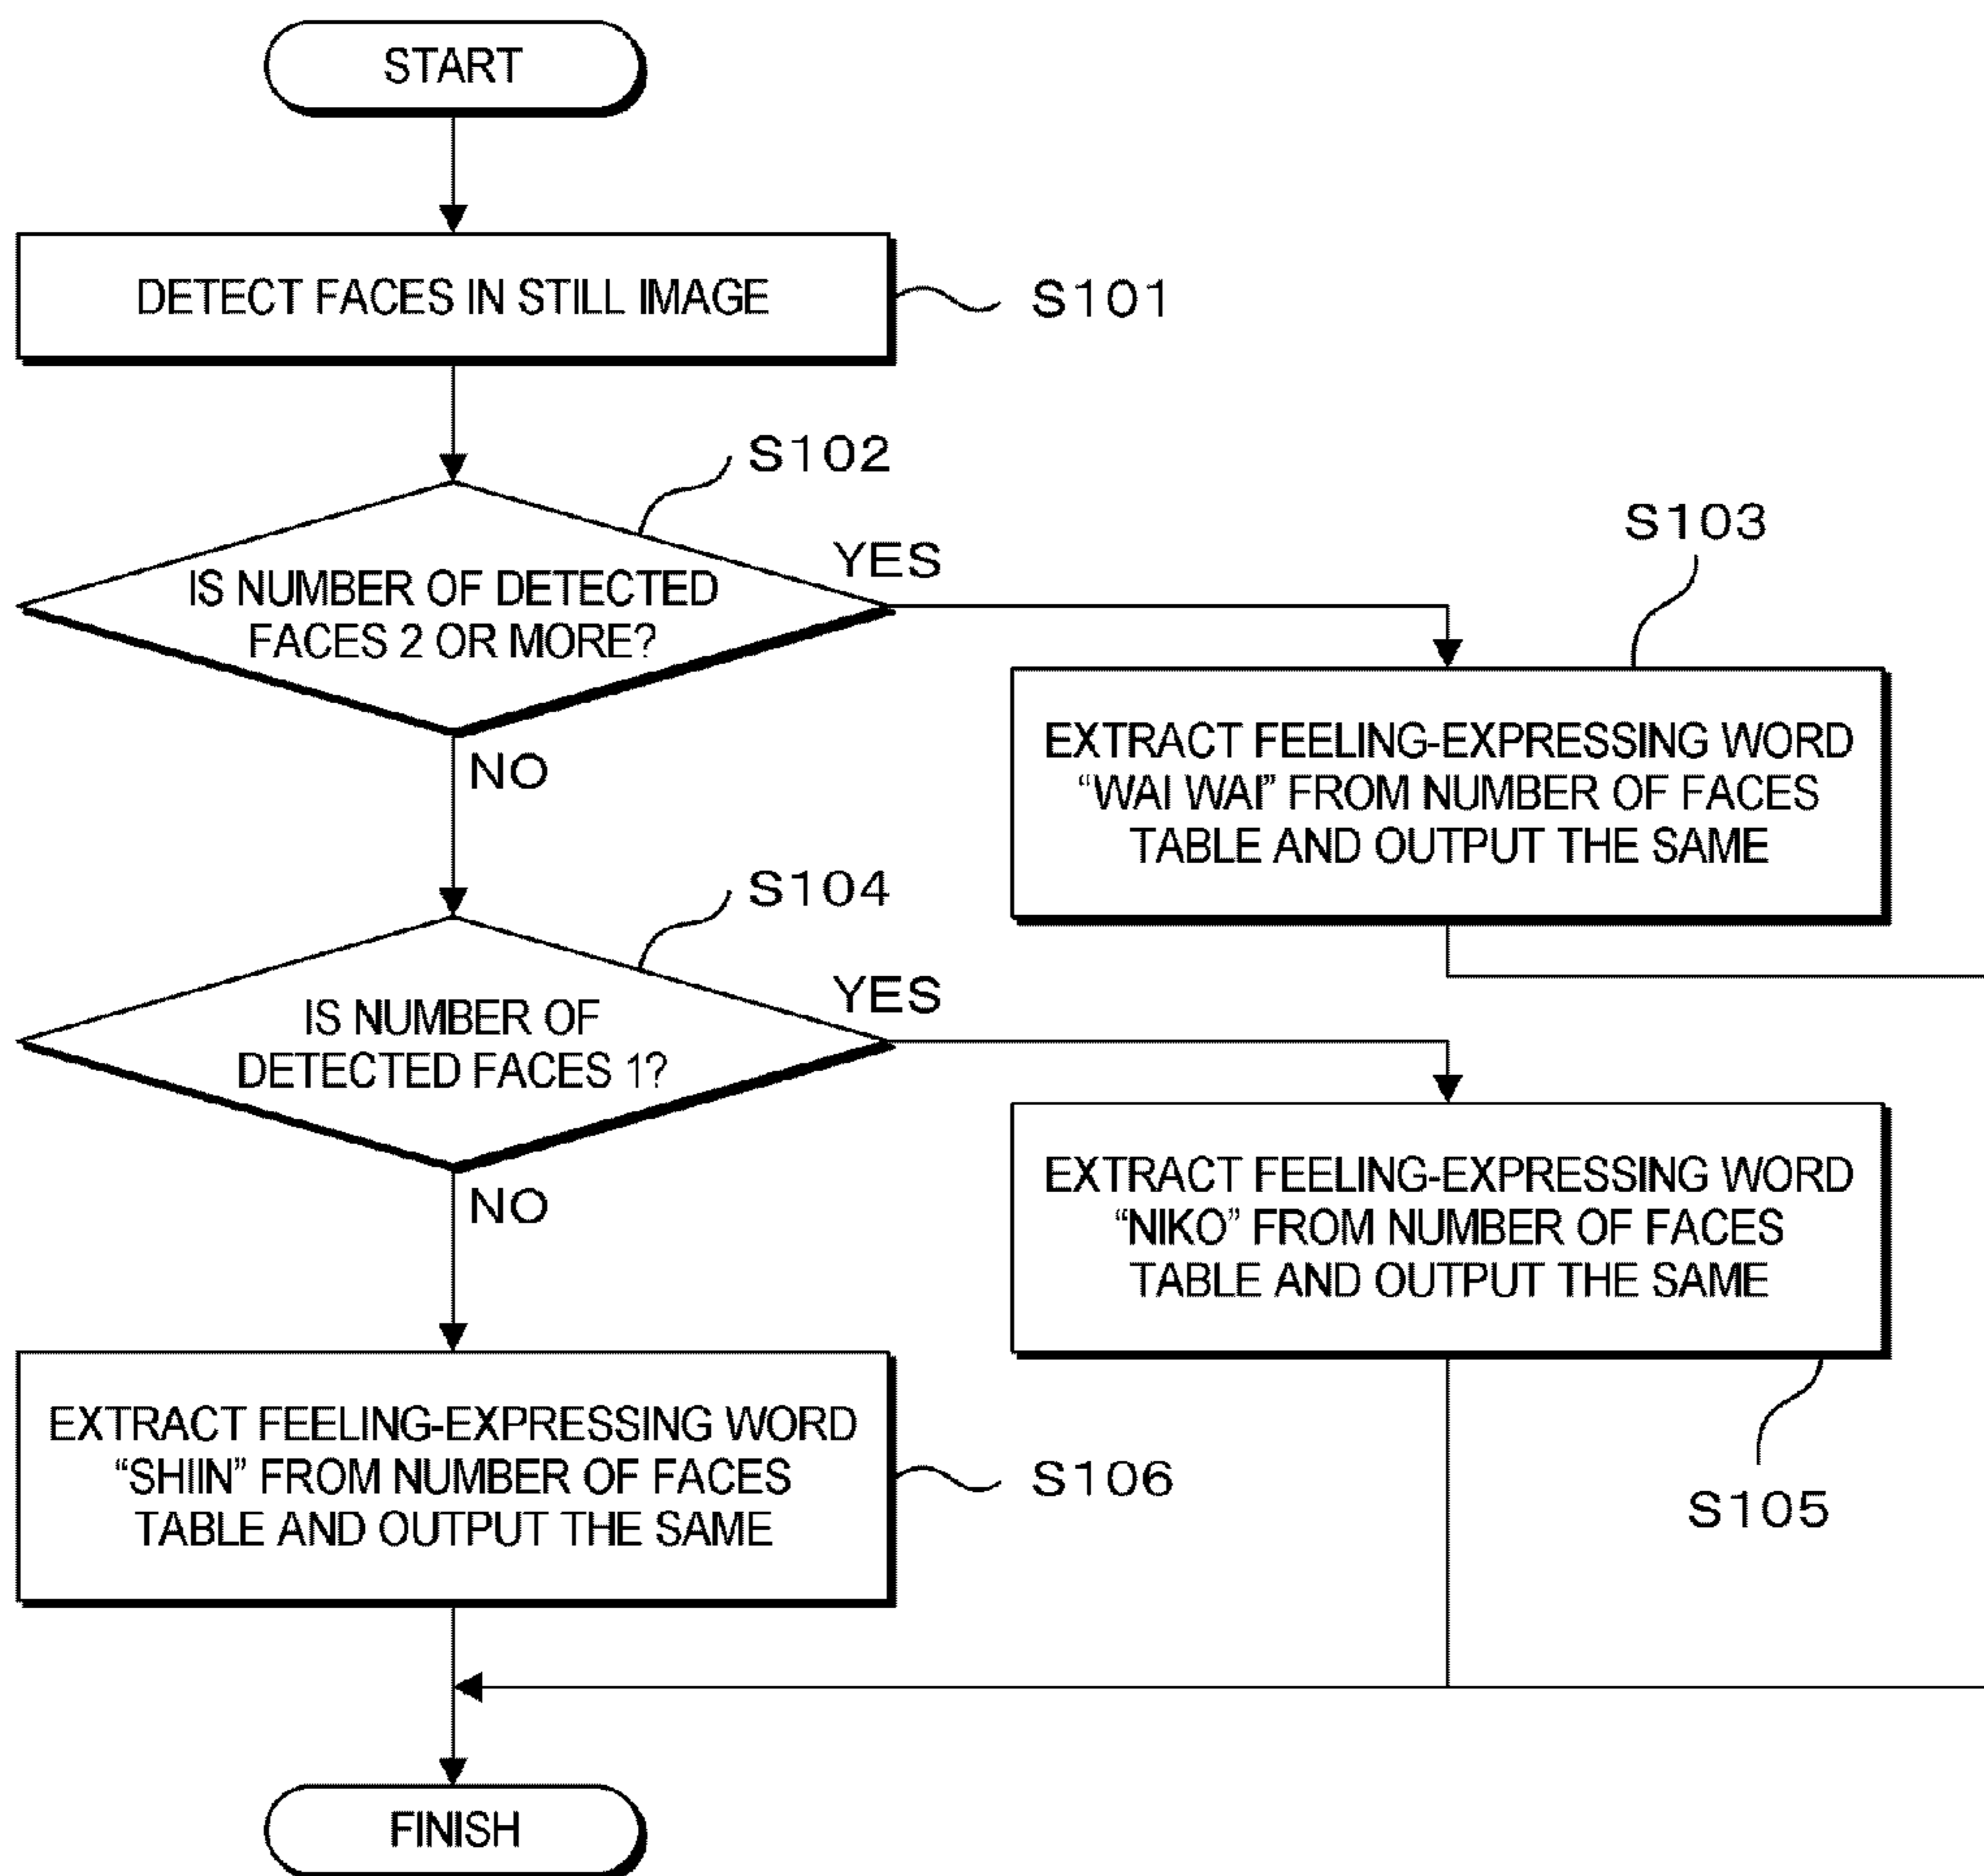 START
DETECT FACES IN STILL IMAGE
S101
S102
IS NUMBER OF DETECTED
FACES 2 OR MORE?
YES
NO
S103
EXTRACT FEELING-EXPRESSING WORD
“WAI WAI” FROM NUMBER OF FACES
TABLE AND OUTPUT THE SAME
S104
IS NUMBER OF
DETECTED FACES 1?
YES
NO
EXTRACT FEELING-EXPRESSING WORD
“NIKO” FROM NUMBER OF FACES
TABLE AND OUTPUT THE SAME
S105
EXTRACT FEELING-EXPRESSING WORD
“SHIIN” FROM NUMBER OF FACES
TABLE AND OUTPUT THE SAME
S106
FINISH